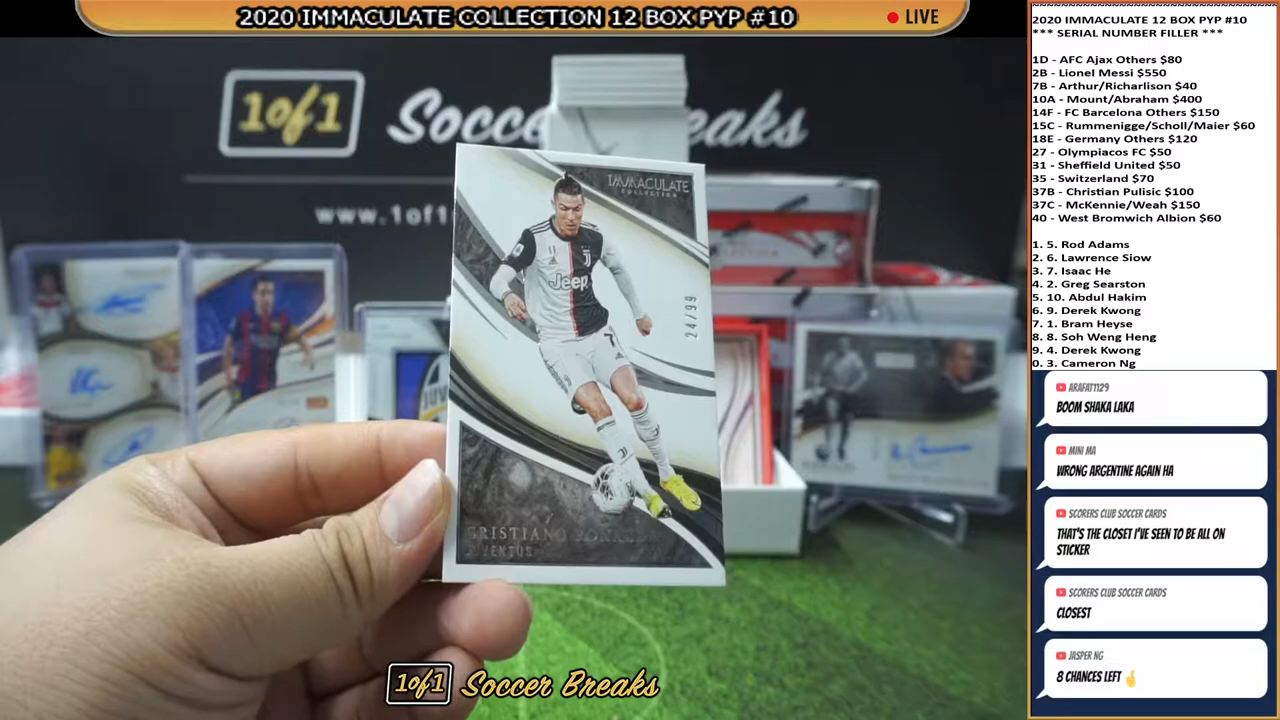 2020 IMMACULATE COLLECTION 12 BOX PYP #10
LIVE
1of1 Soccer Breaks
www.1of1
IMMACULATE
COLLECTION
Jeep
7
24/99
JUVENTUS
1of1 Soccer Breaks
2020 IMMACULATE 12 BOX PYP #10
*** SERIAL NUMBER FILLER ***
1D - AFC Ajax Others $80
2B - Lionel Messi $550
7B - Arthur/Richarlison $40
10A - Mount/Abraham $400
14F - FC Barcelona Others $150
15C - Rummenigge/Scholl/Maier $60
18E - Germany Others $120
27 - Olympiacos FC $50
31 - Sheffield United $50
35 - Switzerland $70
37B - Christian Pulisic $100
37C - McKennie/Weah $150
40 - West Bromwich Albion $60
1. 5. Rod Adams
2. 6. Lawrence Siow
3. 7. Isaac He
4. 2. Greg Searston
5. 10. Abdul Hakim
6. 9. Derek Kwong
7. 1. Bram Heyse
8. 8. Soh Weng Heng
9. 4. Derek Kwong
0. 3. Cameron Ng
ARAFAT1129
BOOM SHAKA LAKA
MINI MA
WRONG ARGENTINE AGAIN HA
SCORERS CLUB SOCCER CARDS
THAT'S THE CLOSET I'VE SEEN TO BE ALL ON
STICKER
SCORERS CLUB SOCCER CARDS
CLOSEST
JASPER NG
8 CHANCES LEFT 🤞